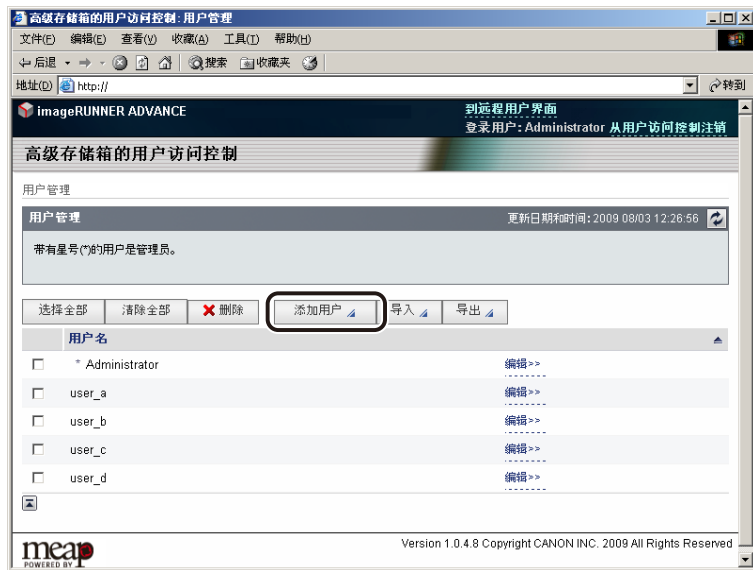 高级存储箱的用户访问控制: 用户管理
文件(F) 编辑(E) 查看(V) 收藏(A) 工具(T) 帮助(H)
后退 搜索 收藏夹
地址(D) http:// 转到
imageRUNNER ADVANCE 到远程用户界面
登录用户: Administrator 从用户访问控制注销
高级存储箱的用户访问控制
用户管理
用户管理 更新日期和时间: 2009 08/03 12:26:56
带有星号(*)的用户是管理员。
选择全部 清除全部 删除 添加用户 导入 导出
用户名
* Administrator 编辑>>
user_a 编辑>>
user_b 编辑>>
user_c 编辑>>
user_d 编辑>>
meap Version 1.0.4.8 Copyright CANON INC. 2009 All Rights Reserved
POWERED BY